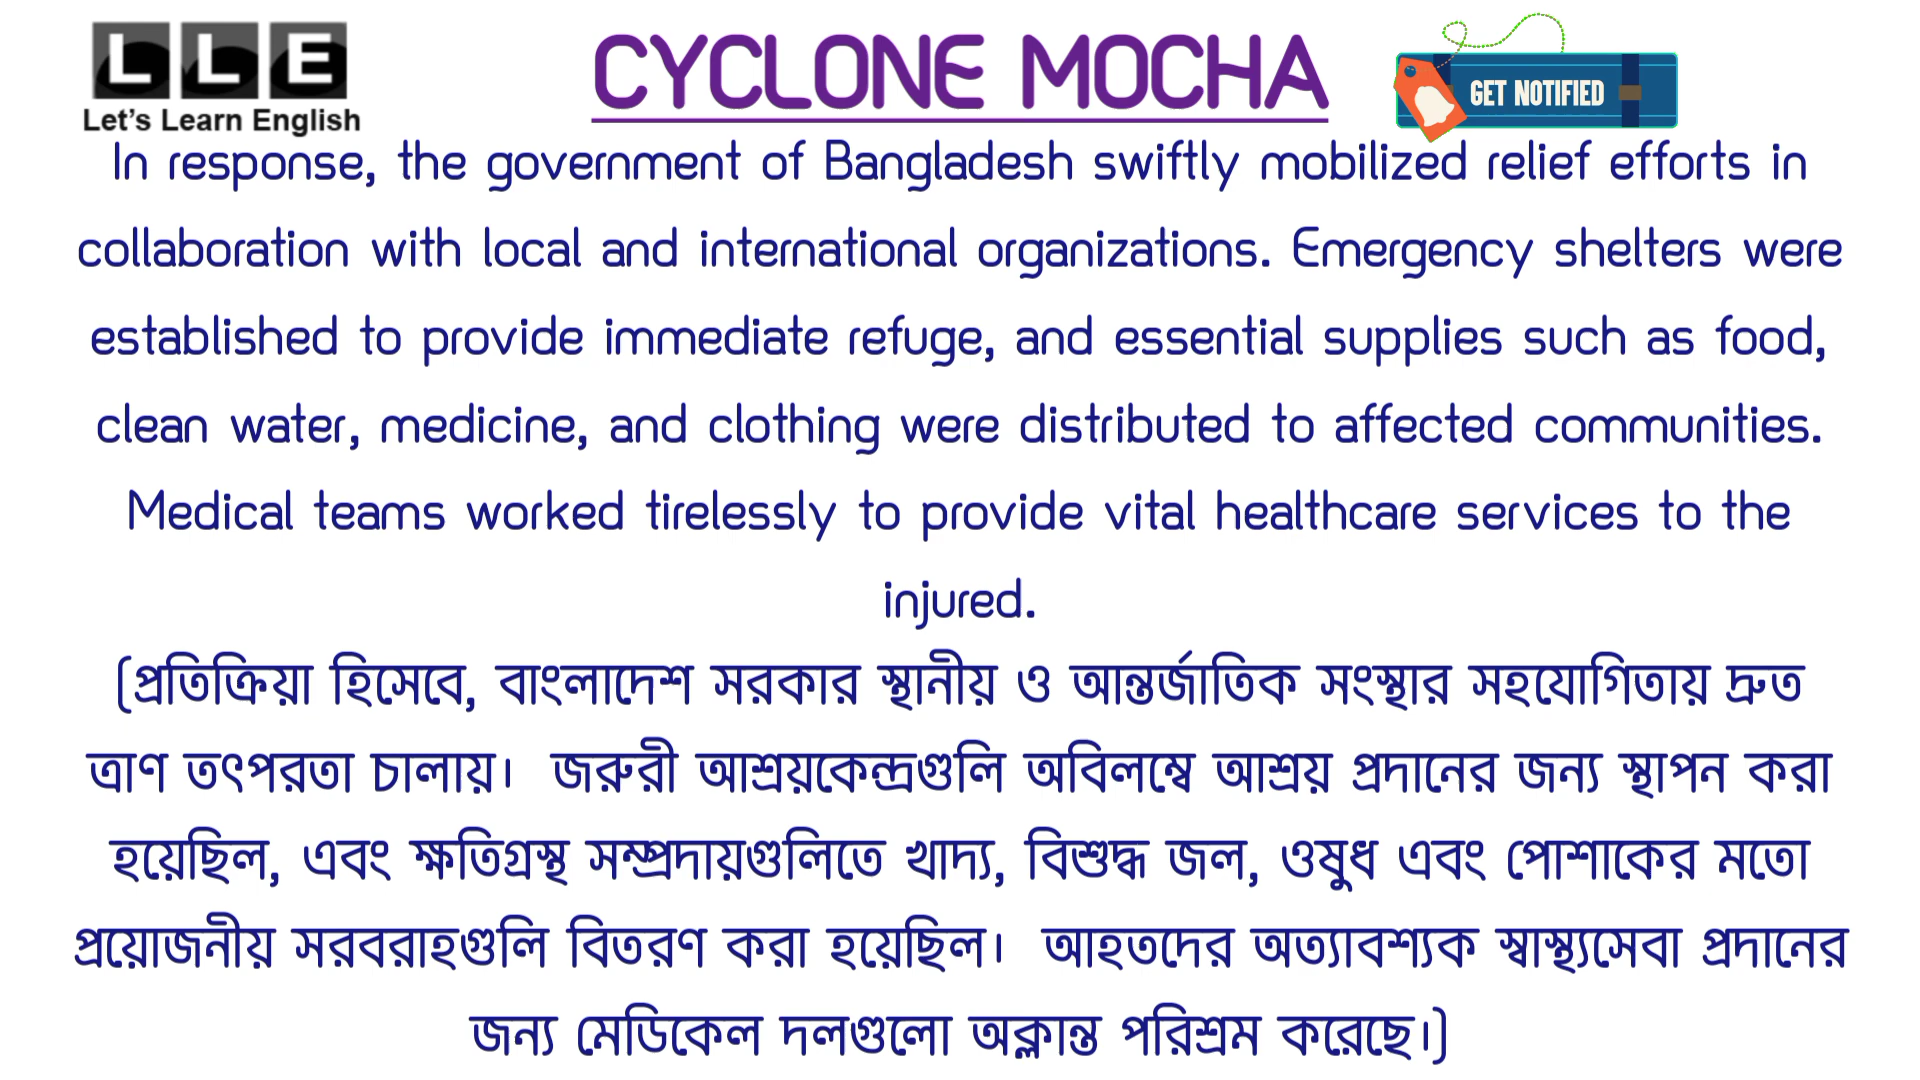 LLE
Let's Learn English
CYCLONE MOCHA
GET NOTIFIED
In response, the government of Bangladesh swiftly mobilized relief efforts in
collaboration with local and international organizations. Emergency shelters were
established to provide immediate refuge, and essential supplies such as food,
clean water, medicine, and clothing were distributed to affected communities.
Medical teams worked tirelessly to provide vital healthcare services to the
injured.
(প্রতিক্রিয়া হিসেবে, বাংলাদেশ সরকার স্থানীয় ও আন্তর্জাতিক সংস্থার সহযোগিতায় দ্রুত
ত্রাণ তৎপরতা চালায়। জরুরী আশ্রয়কেন্দ্রগুলি অবিলম্বে আশ্রয় প্রদানের জন্য স্থাপন করা
হয়েছিল, এবং ক্ষতিগ্রস্থ সম্প্রদায়গুলিতে খাদ্য, বিশুদ্ধ জল, ওষুধ এবং পোশাকের মতো
প্রয়োজনীয় সরবরাহগুলি বিতরণ করা হয়েছিল। আহতদের অত্যাবশ্যক স্বাস্থ্যসেবা প্রদানের
জন্য মেডিকেল দলগুলো অক্লান্ত পরিশ্রম করেছে।)